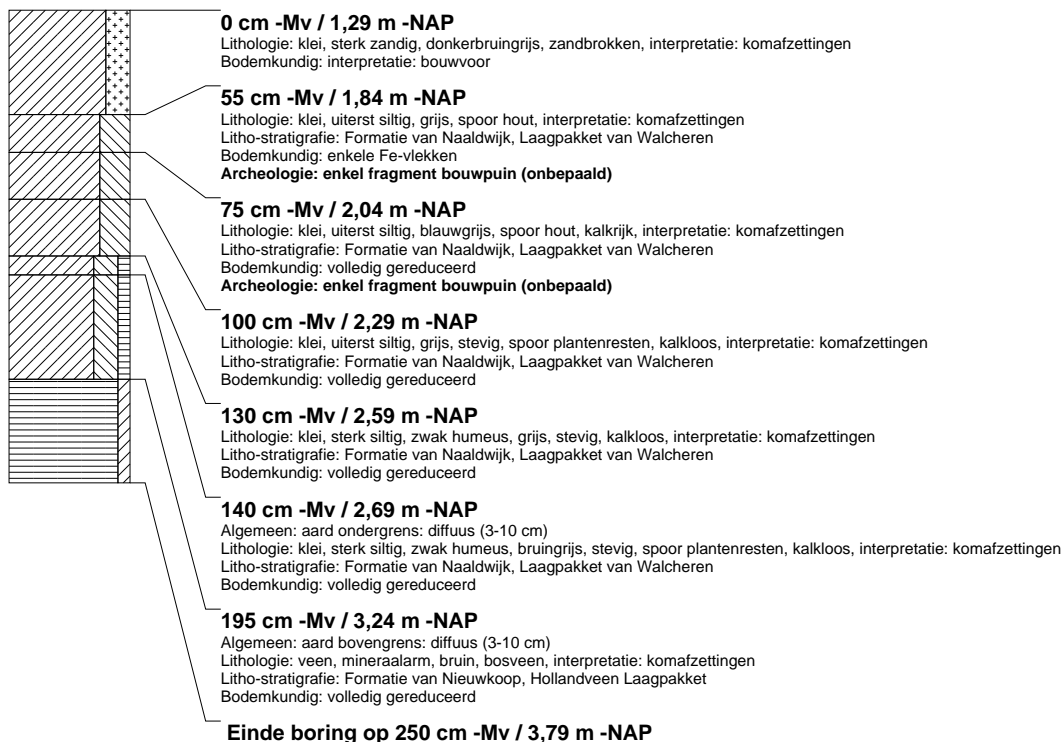 0 cm -Mv / 1,29 m -NAP
Lithologie: klei, sterk zandig, donkerbruingrijs, zandbrokken, interpretatie: komafzettingen
Bodemkundig: interpretatie: bouwvoor
55 cm -Mv / 1,84 m -NAP
Lithologie: klei, uiterst siltig, grijs, spoor hout, interpretatie: komafzettingen
Litho-stratigrafie: Formatie van Naaldwijk, Laagpakket van Walcheren
Bodemkundig: enkele Fe-vlekken
Archeologie: enkel fragment bouwpuin (onbepaald)
75 cm -Mv / 2,04 m -NAP
Lithologie: klei, uiterst siltig, blauwgrijs, spoor hout, kalkrijk, interpretatie: komafzettingen
Litho-stratigrafie: Formatie van Naaldwijk, Laagpakket van Walcheren
Bodemkundig: volledig gereduceerd
Archeologie: enkel fragment bouwpuin (onbepaald)
100 cm -Mv / 2,29 m -NAP
Lithologie: klei, uiterst siltig, grijs, stevig, spoor plantenresten, kalkloos, interpretatie: komafzettingen
Litho-stratigrafie: Formatie van Naaldwijk, Laagpakket van Walcheren
Bodemkundig: volledig gereduceerd
130 cm -Mv / 2,59 m -NAP
Lithologie: klei, sterk siltig, zwak humeus, grijs, stevig, kalkloos, interpretatie: komafzettingen
Litho-stratigrafie: Formatie van Naaldwijk, Laagpakket van Walcheren
Bodemkundig: volledig gereduceerd
140 cm -Mv / 2,69 m -NAP
Algemeen: aard ondergrens: diffuus (3-10 cm)
Lithologie: klei, sterk siltig, zwak humeus, bruingrijs, stevig, spoor plantenresten, kalkloos, interpretatie: komafzettingen
Litho-stratigrafie: Formatie van Naaldwijk, Laagpakket van Walcheren
Bodemkundig: volledig gereduceerd
195 cm -Mv / 3,24 m -NAP
Algemeen: aard bovengrens: diffuus (3-10 cm)
Lithologie: veen, mineraalarm, bruin, bosveen, interpretatie: komafzettingen
Litho-stratigrafie: Formatie van Nieuwkoop, Hollandveen Laagpakket
Bodemkundig: volledig gereduceerd
Einde boring op 250 cm -Mv / 3,79 m -NAP